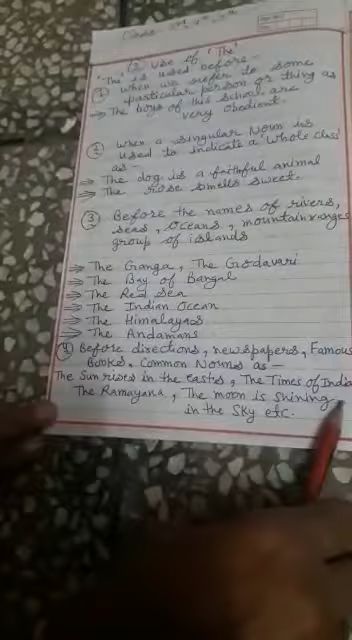 (2) Use of 'The'
"The" is used before -
(1) When we refer to some
particular person or thing as
→ The boys of this school are
very obedient.
(2) When a singular Noun is
used to indicate a whole class
as -
⇒ The dog is a faithful animal
⇒ The rose smells sweet.
(3) Before the names of rivers,
seas, oceans, mountain ranges
group of islands
⇒ The Ganga, The Godavari
⇒ The Bay of Bangal
⇒ The Red Sea
⇒ The Indian Ocean
⇒ The Himalayas
⇒ The Andamans
(4) Before directions, newspapers, Famous
Books, Common Nouns as -
The Sun rises in the easts, The Times of India
The Ramayana, The moon is shining
in the sky etc.